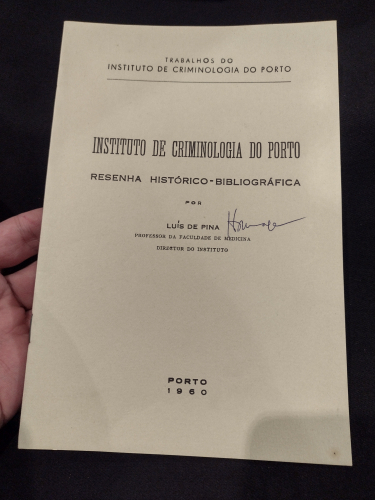 TRABALHOS DO
INSTITUTO DE CRIMINOLOGIA DO PORTO
INSTITUTO DE CRIMINOLOGIA DO PORTO
RESENHA HISTÓRICO-BIBLIOGRÁFICA
POR
LUÍS DE PINA
PROFESSOR DA FACULDADE DE MEDICINA
DIRECTOR DO INSTITUTO
PORTO
1960